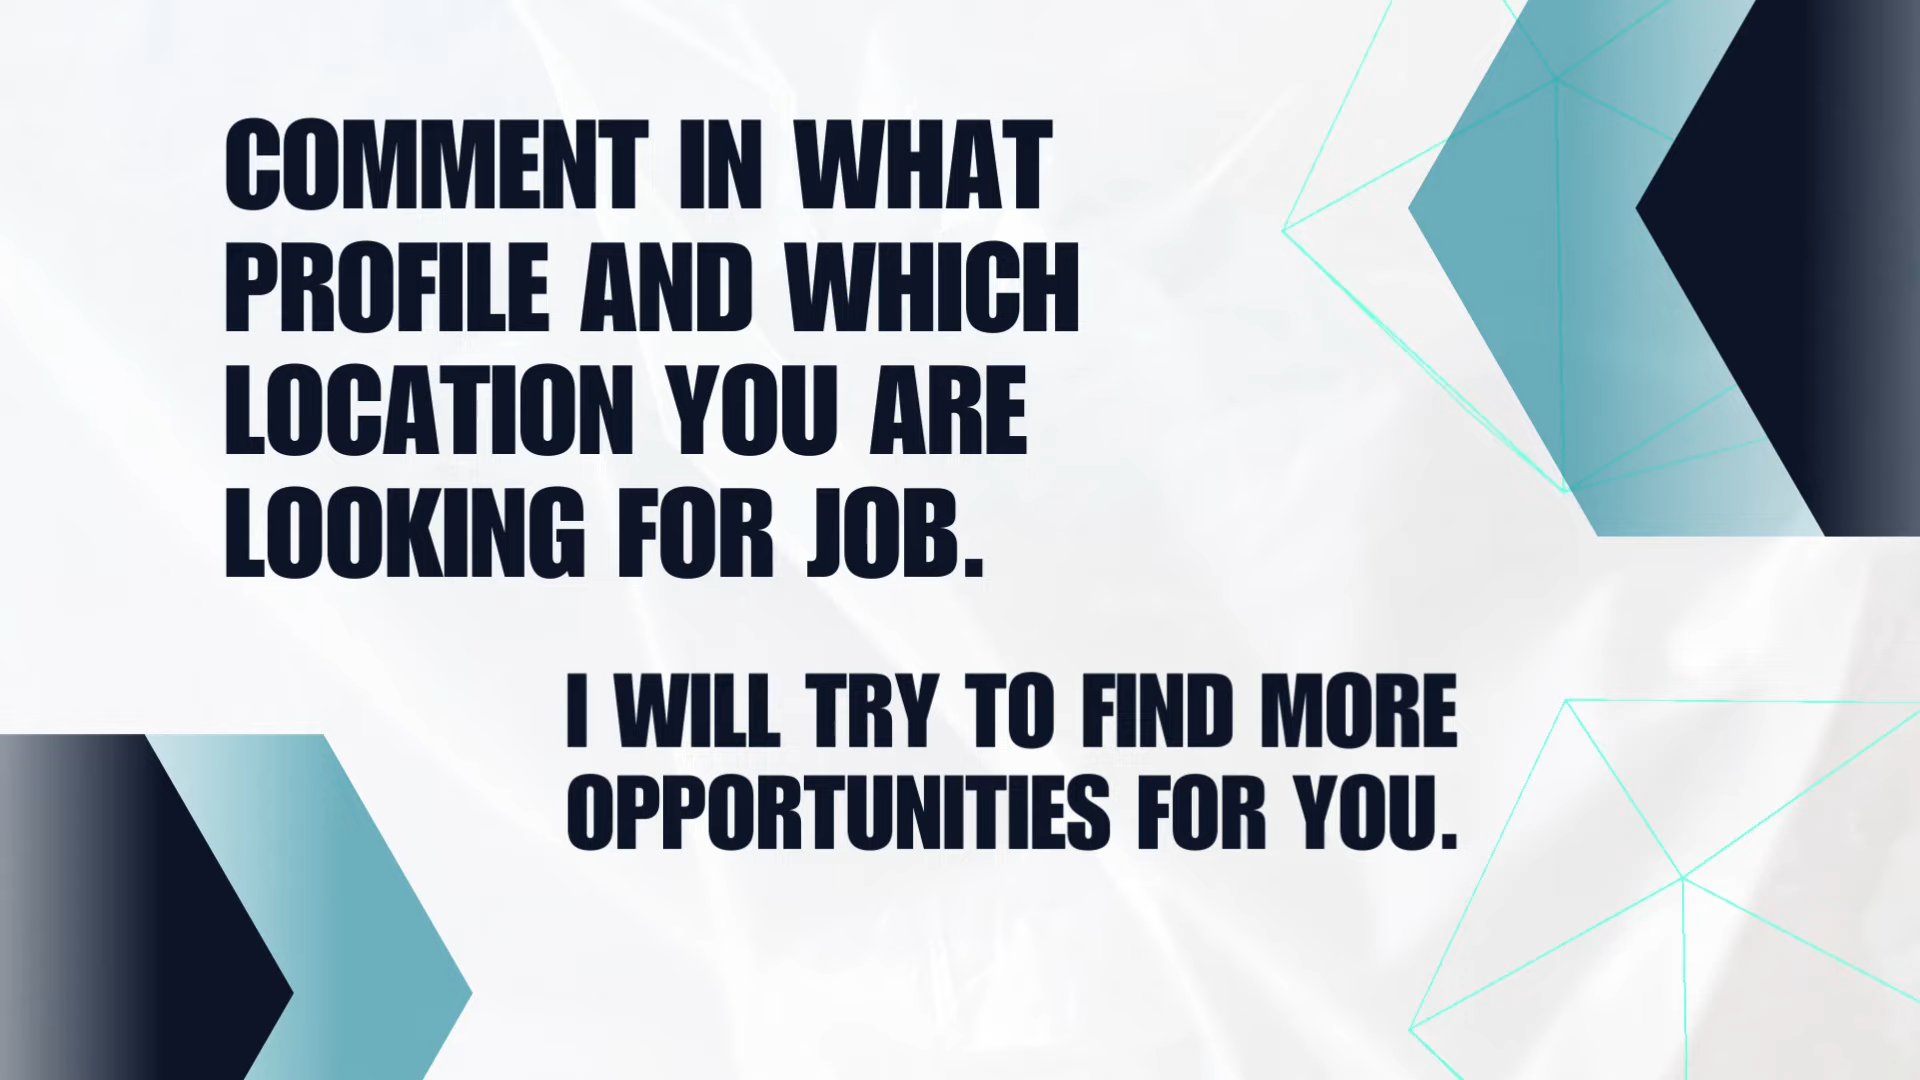 COMMENT IN WHAT
PROFILE AND WHICH
LOCATION YOU ARE
LOOKING FOR JOB.
I WILL TRY TO FIND MORE
OPPORTUNITIES FOR YOU.